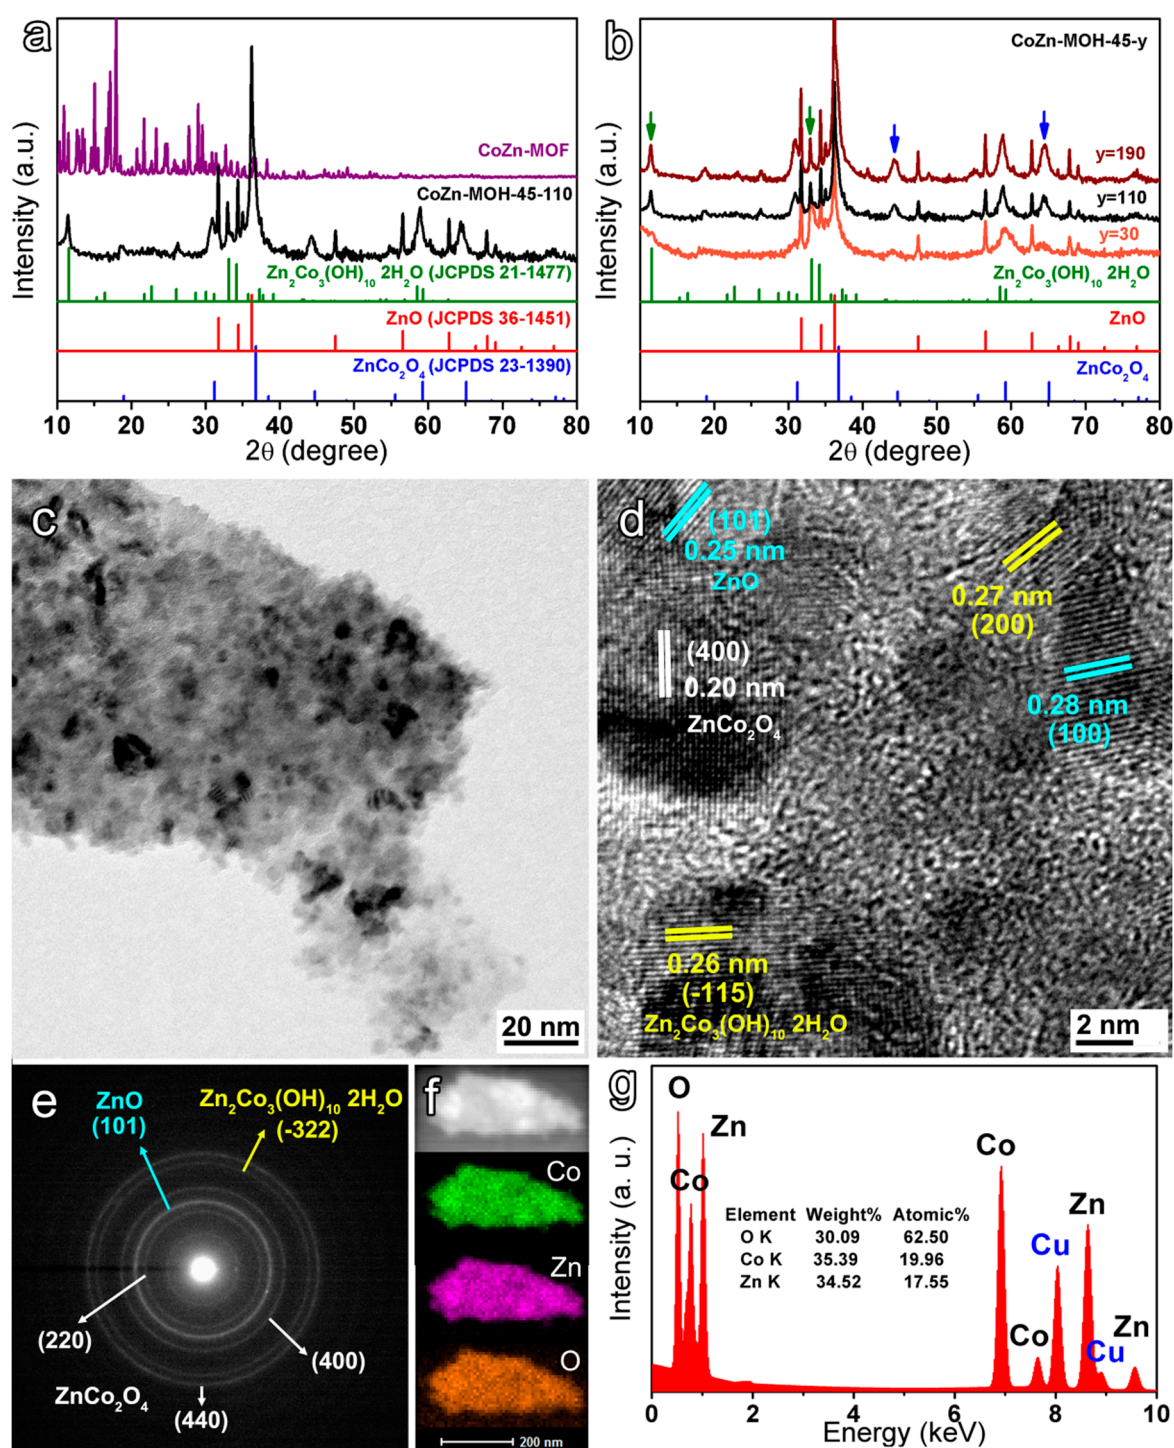 a
Intensity (a.u.)
CoZn-MOF
CoZn-MOH-45-110
Zn₂Co₃(OH)₁₀ 2H₂O (JCPDS 21-1477)
ZnO (JCPDS 36-1451)
ZnCo₂O₄ (JCPDS 23-1390)
10 20 30 40 50 60 70 80
2θ (degree)
b
Intensity (a.u.)
CoZn-MOH-45-y
y=190
y=110
y=30
Zn₂Co₃(OH)₁₀ 2H₂O
ZnO
ZnCo₂O₄
10 20 30 40 50 60 70 80
2θ (degree)
c
20 nm
d
(101)
0.25 nm
ZnO
0.27 nm
(200)
(400)
0.20 nm
ZnCo₂O₄
0.28 nm
(100)
0.26 nm
(-115)
Zn₂Co₃(OH)₁₀ 2H₂O
2 nm
e
ZnO
(101)
Zn₂Co₃(OH)₁₀ 2H₂O
(-322)
(220)
(400)
ZnCo₂O₄
(440)
f
Co
Zn
O
200 nm
g
Intensity (a. u.)
O
Co
Zn
Co
Co
Cu
Zn
Cu
Zn
Element Weight% Atomic%
O K 30.09 62.50
Co K 35.39 19.96
Zn K 34.52 17.55
0 2 4 6 8 10
Energy (keV)